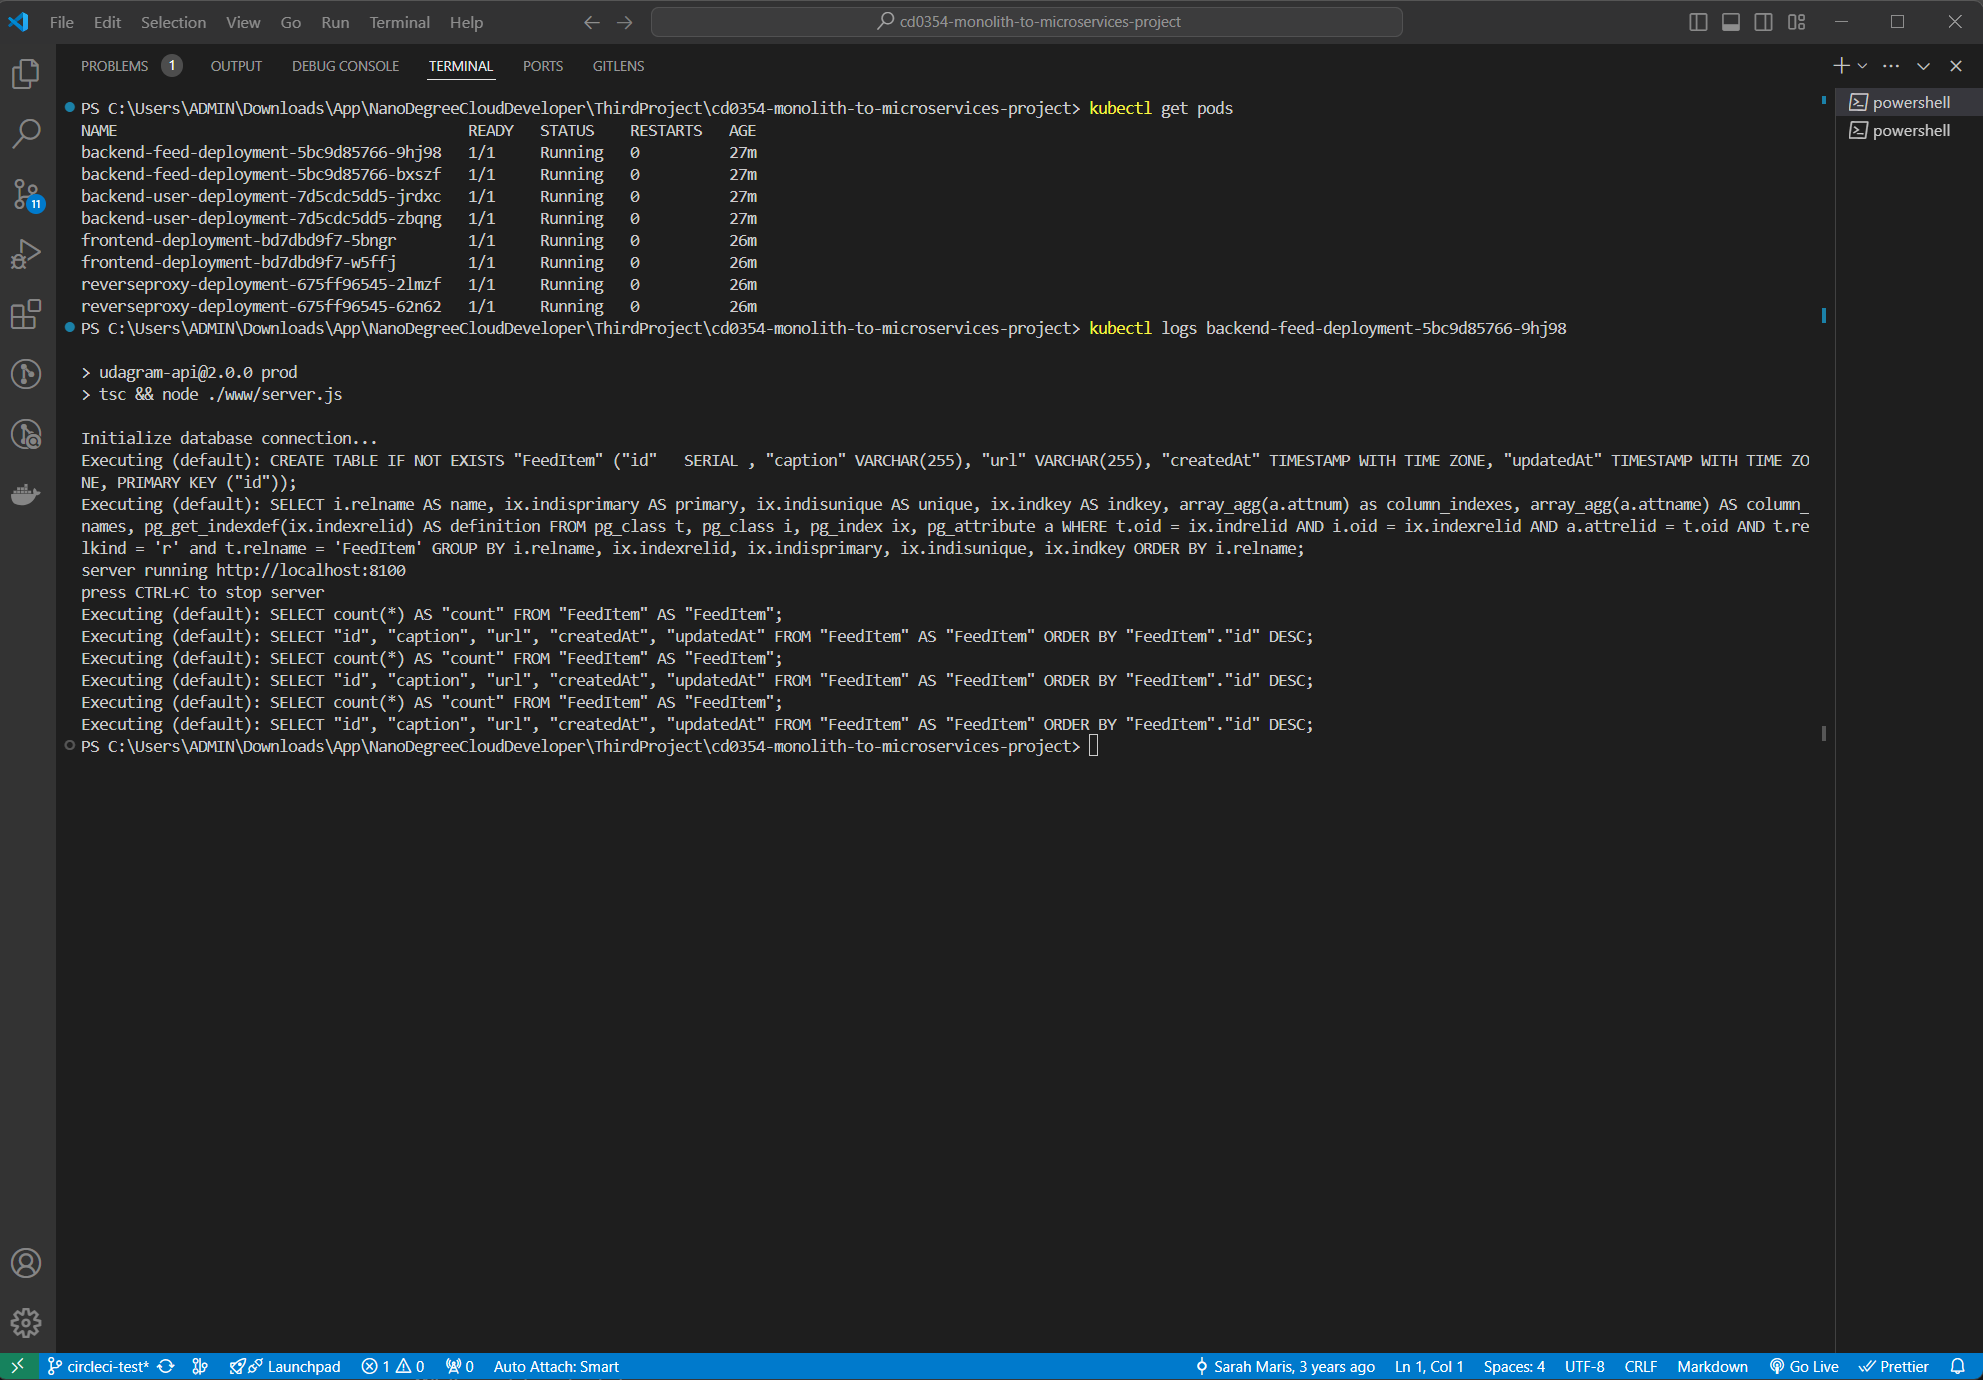 File Edit Selection View Go Run Terminal Help cd0354-monolith-to-microservices-project
PROBLEMS 1 OUTPUT DEBUG CONSOLE TERMINAL PORTS GITLENS
PS C:\Users\ADMIN\Downloads\App\NanoDegreeCloudDeveloper\ThirdProject\cd0354-monolith-to-microservices-project> kubectl get pods
NAME READY STATUS RESTARTS AGE
backend-feed-deployment-5bc9d85766-9hj98 1/1 Running 0 27m
backend-feed-deployment-5bc9d85766-bxszf 1/1 Running 0 27m
backend-user-deployment-7d5cdc5dd5-jrdxc 1/1 Running 0 27m
backend-user-deployment-7d5cdc5dd5-zbqng 1/1 Running 0 27m
frontend-deployment-bd7dbd9f7-5bngr 1/1 Running 0 26m
frontend-deployment-bd7dbd9f7-w5ffj 1/1 Running 0 26m
reverseproxy-deployment-675ff96545-2lmzf 1/1 Running 0 26m
reverseproxy-deployment-675ff96545-62n62 1/1 Running 0 26m
PS C:\Users\ADMIN\Downloads\App\NanoDegreeCloudDeveloper\ThirdProject\cd0354-monolith-to-microservices-project> kubectl logs backend-feed-deployment-5bc9d85766-9hj98
> udagram-api@2.0.0 prod
> tsc && node ./www/server.js
Initialize database connection...
Executing (default): CREATE TABLE IF NOT EXISTS "FeedItem" ("id"   SERIAL , "caption" VARCHAR(255), "url" VARCHAR(255), "createdAt" TIMESTAMP WITH TIME ZONE, "updatedAt" TIMESTAMP WITH TIME ZO
NE, PRIMARY KEY ("id"));
Executing (default): SELECT i.relname AS name, ix.indisprimary AS primary, ix.indisunique AS unique, ix.indkey AS indkey, array_agg(a.attnum) as column_indexes, array_agg(a.attname) AS column_
names, pg_get_indexdef(ix.indexrelid) AS definition FROM pg_class t, pg_class i, pg_index ix, pg_attribute a WHERE t.oid = ix.indrelid AND i.oid = ix.indexrelid AND a.attrelid = t.oid AND t.re
lkind = 'r' and t.relname = 'FeedItem' GROUP BY i.relname, ix.indexrelid, ix.indisprimary, ix.indisunique, ix.indkey ORDER BY i.relname;
server running http://localhost:8100
press CTRL+C to stop server
Executing (default): SELECT count(*) AS "count" FROM "FeedItem" AS "FeedItem";
Executing (default): SELECT "id", "caption", "url", "createdAt", "updatedAt" FROM "FeedItem" AS "FeedItem" ORDER BY "FeedItem"."id" DESC;
Executing (default): SELECT count(*) AS "count" FROM "FeedItem" AS "FeedItem";
Executing (default): SELECT "id", "caption", "url", "createdAt", "updatedAt" FROM "FeedItem" AS "FeedItem" ORDER BY "FeedItem"."id" DESC;
Executing (default): SELECT count(*) AS "count" FROM "FeedItem" AS "FeedItem";
Executing (default): SELECT "id", "caption", "url", "createdAt", "updatedAt" FROM "FeedItem" AS "FeedItem" ORDER BY "FeedItem"."id" DESC;
PS C:\Users\ADMIN\Downloads\App\NanoDegreeCloudDeveloper\ThirdProject\cd0354-monolith-to-microservices-project>
powershell
powershell
11
circleci-test* Launchpad 1 0 0 Auto Attach: Smart Sarah Maris, 3 years ago Ln 1, Col 1 Spaces: 4 UTF-8 CRLF Markdown Go Live Prettier